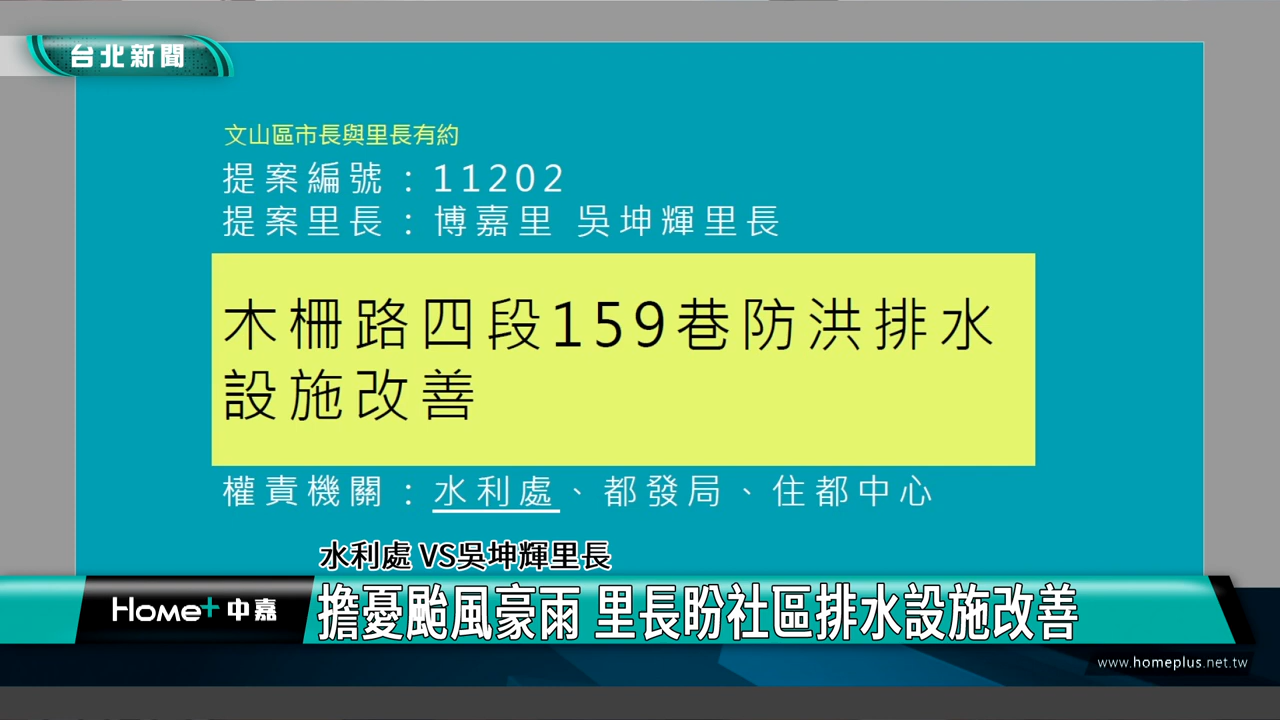 台北新聞
文山區市長與里長有約
提案編號：11202
提案里長：博嘉里 吳坤輝里長
木柵路四段159巷防洪排水
設施改善
權責機關：水利處、都發局、住都中心
水利處 VS吳坤輝里長
Home+ 中嘉
擔憂颱風豪雨 里長盼社區排水設施改善
www.homeplus.net.tw